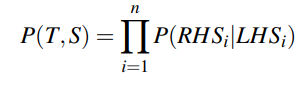 P(T,S) = ∏_{i=1}^{n} P(RHS_i|LHS_i)